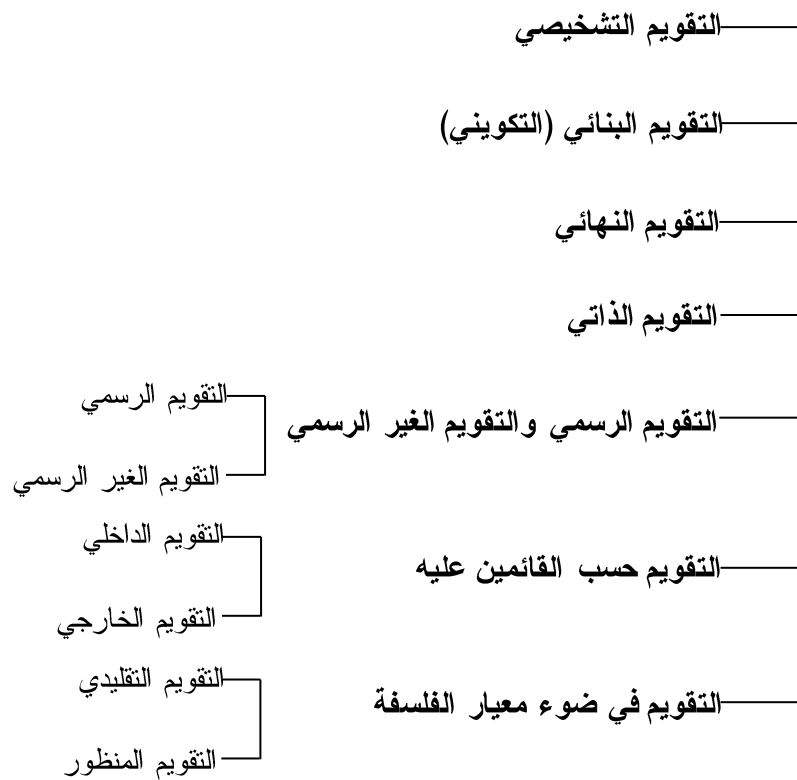 التقويم التشخيصي
التقويم البنائي (التكويني)
التقويم النهائي
التقويم الذاتي
التقويم الرسمي والتقويم الغير الرسمي
التقويم الرسمي
التقويم الغير الرسمي
التقويم حسب القائمين عليه
التقويم الداخلي
التقويم الخارجي
التقويم في ضوء معيار الفلسفة
التقويم التقليدي
التقويم المنظور